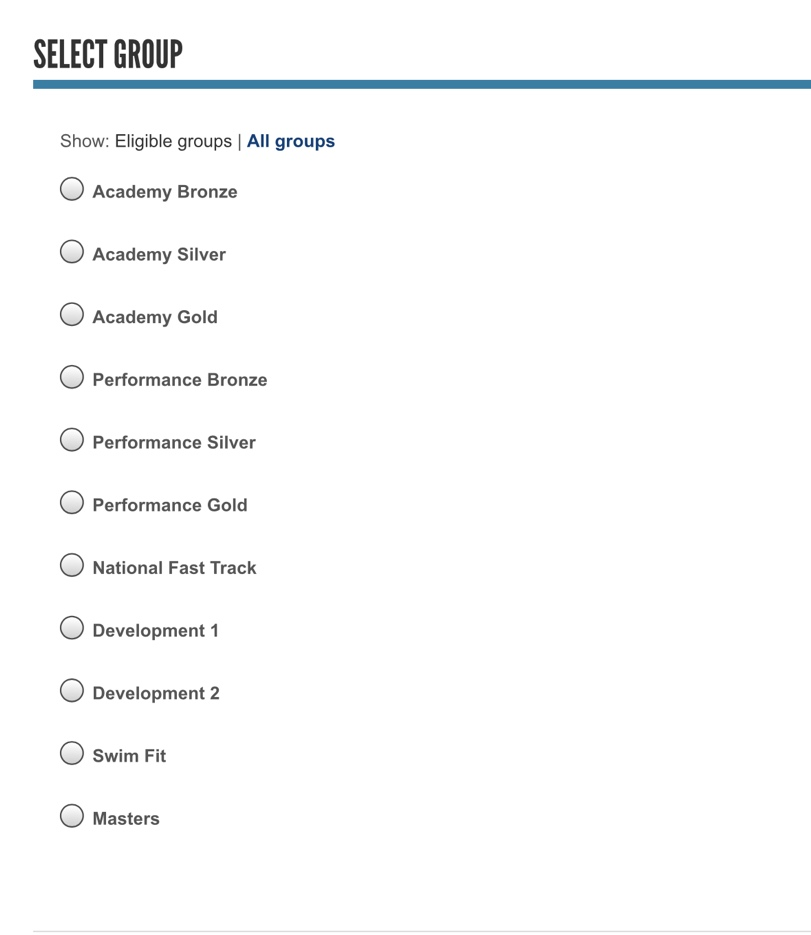 SELECT GROUP
Show: Eligible groups | All groups
Academy Bronze
Academy Silver
Academy Gold
Performance Bronze
Performance Silver
Performance Gold
National Fast Track
Development 1
Development 2
Swim Fit
Masters